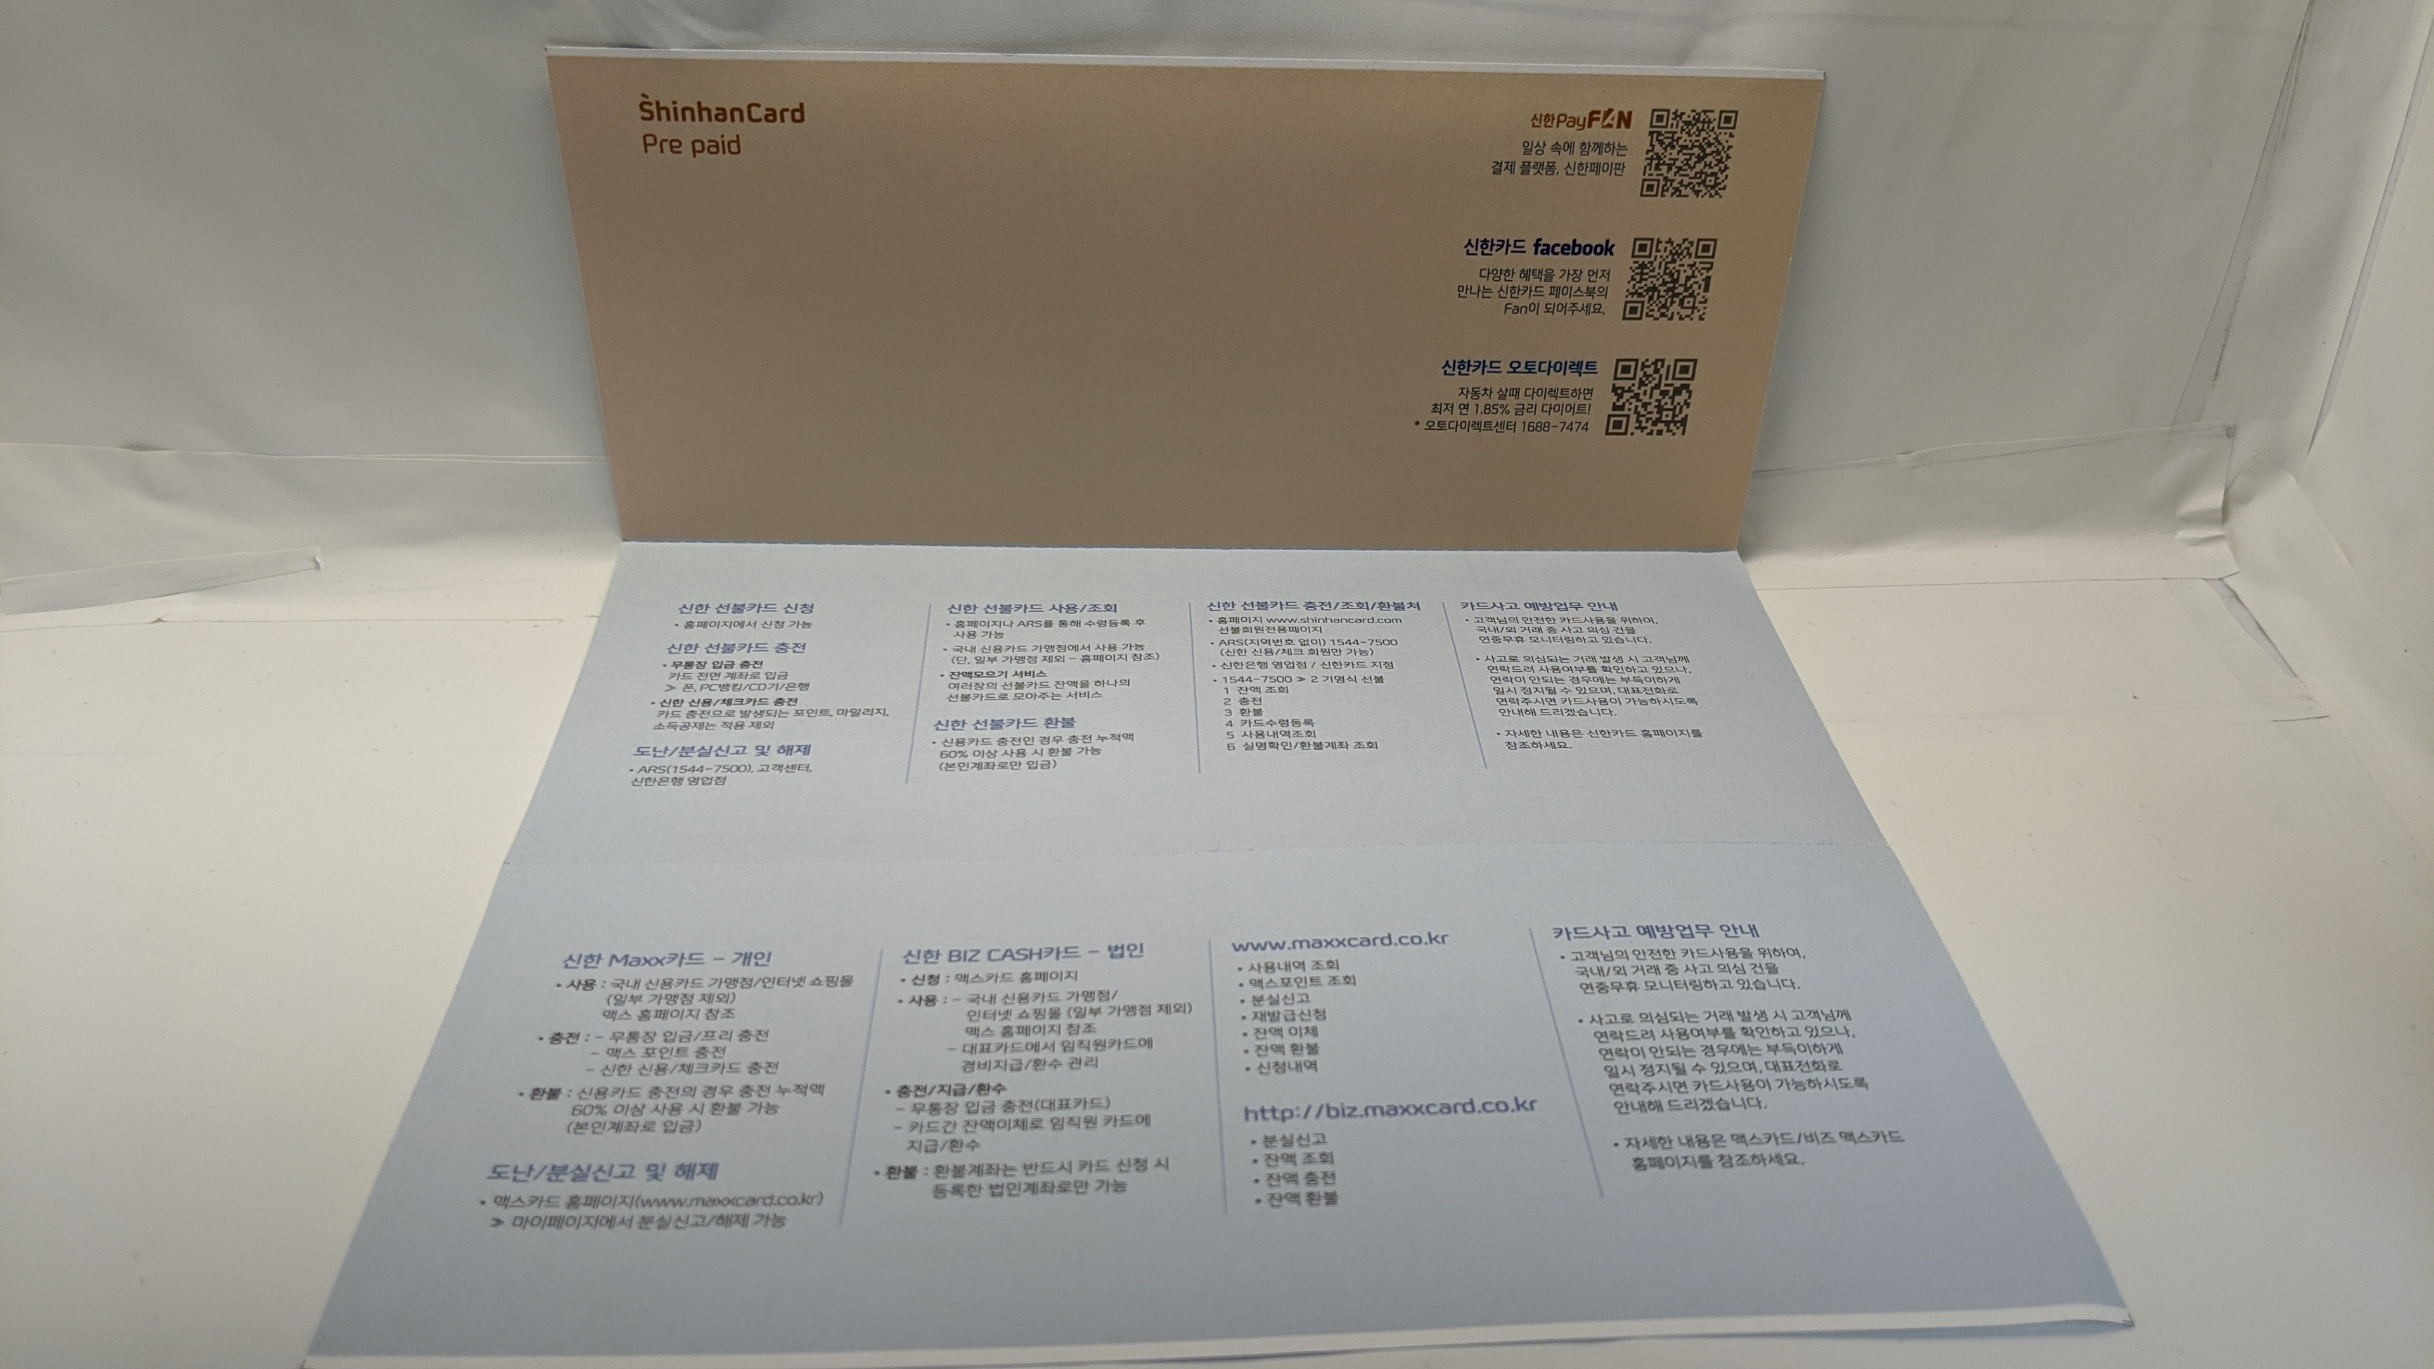 ShinhanCard
Pre paid
신한PayFAN
일상 속에 함께하는
결제 플랫폼, 신한페이판
신한카드 facebook
다양한 혜택을 가장 먼저
만나는 신한카드 페이스북의
Fan이 되어주세요.
신한카드 오토다이렉트
자동차 살때 다이렉트하면
최저 연 1.85% 금리 다이어트!
* 오토다이렉트센터 1688-7474
신한 선불카드 신청
• 홈페이지에서 신청 가능
신한 선불카드 충전
• 무통장 입금 충전
카드 전면 계좌로 입금
≫ 폰, PC뱅킹/CD기/은행
• 신한 신용/체크카드 충전
카드 충전으로 발생되는 포인트, 마일리지,
소득공제는 적용 제외
도난/분실신고 및 해제
• ARS(1544-7500), 고객센터,
신한은행 영업점
신한 선불카드 사용/조회
• 홈페이지나 ARS를 통해 수령등록 후
사용 가능
• 국내 신용카드 가맹점에서 사용 가능
(단, 일부 가맹점 제외 - 홈페이지 참조)
• 잔액모으기 서비스
여러장의 선불카드 잔액을 하나의
선불카드로 모아주는 서비스
신한 선불카드 환불
• 신용카드 충전인 경우 충전 누적액
60% 이상 사용 시 환불 가능
(본인계좌로만 입금)
신한 선불카드 충전/조회/환불처
• 홈페이지 www.shinhancard.com
선불회원전용페이지
• ARS(지역번호 없이) 1544-7500
(신한 신용/체크 회원만 가능)
• 신한은행 영업점 / 신한카드 지점
• 1544-7500 ≫ 2 기명식 선불
1 잔액 조회
2 충전
3 환불
4 카드수령등록
5 사용내역조회
6 실명확인/환불계좌 조회
카드사고 예방업무 안내
• 고객님의 안전한 카드사용을 위하여,
국내/외 거래 중 사고 의심 건을
연중무휴 모니터링하고 있습니다.
• 사고로 의심되는 거래 발생 시 고객님께
연락드려 사용여부를 확인하고 있으나,
연락이 안되는 경우에는 부득이하게
일시 정지될 수 있으며, 대표전화로
연락주시면 카드사용이 가능하시도록
안내해 드리겠습니다.
• 자세한 내용은 신한카드 홈페이지를
참조하세요.
신한 Maxx카드 - 개인
• 사용 : 국내 신용카드 가맹점/인터넷 쇼핑몰
(일부 가맹점 제외)
맥스 홈페이지 참조
• 충전 : - 무통장 입금/프리 충전
- 맥스 포인트 충전
- 신한 신용/체크카드 충전
• 환불 : 신용카드 충전의 경우 충전 누적액
60% 이상 사용 시 환불 가능
(본인계좌로 입금)
도난/분실신고 및 해제
• 맥스카드 홈페이지(www.maxxcard.co.kr)
≫ 마이페이지에서 분실신고/해제 가능
신한 BIZ CASH카드 - 법인
• 신청 : 맥스카드 홈페이지
• 사용 : - 국내 신용카드 가맹점/
인터넷 쇼핑몰 (일부 가맹점 제외)
맥스 홈페이지 참조
- 대표카드에서 임직원카드에
경비지급/환수 관리
• 충전/지급/환수
- 무통장 입금 충전(대표카드)
- 카드간 잔액이체로 임직원 카드에
지급/환수
• 환불 : 환불계좌는 반드시 카드 신청 시
등록한 법인계좌로만 가능
www.maxxcard.co.kr
• 사용내역 조회
• 맥스포인트 조회
• 분실신고
• 재발급신청
• 잔액 이체
• 잔액 환불
• 신청내역
http://biz.maxxcard.co.kr
• 분실신고
• 잔액 조회
• 잔액 충전
• 잔액 환불
카드사고 예방업무 안내
• 고객님의 안전한 카드사용을 위하여,
국내/외 거래 중 사고 의심 건을
연중무휴 모니터링하고 있습니다.
• 사고로 의심되는 거래 발생 시 고객님께
연락드려 사용여부를 확인하고 있으나,
연락이 안되는 경우에는 부득이하게
일시 정지될 수 있으며, 대표전화로
연락주시면 카드사용이 가능하시도록
안내해 드리겠습니다.
• 자세한 내용은 맥스카드/비즈 맥스카드
홈페이지를 참조하세요.